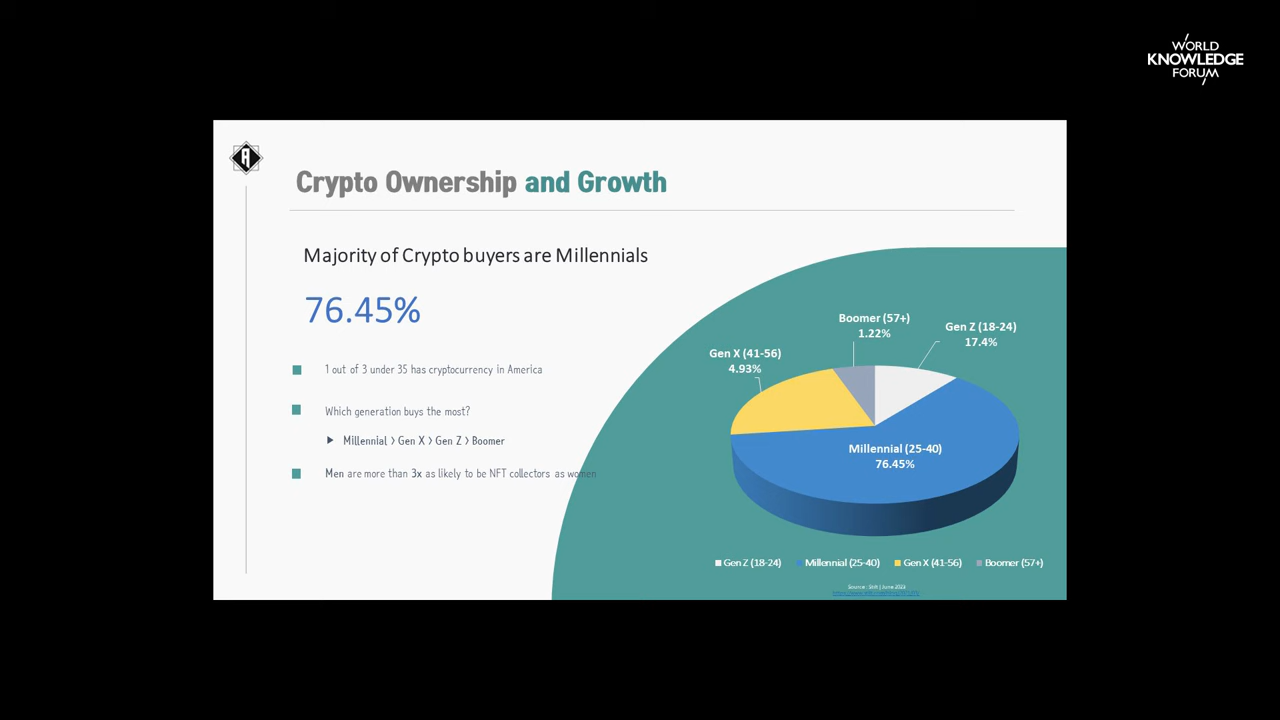 WORLD
KNOWLEDGE
FORUM
Crypto Ownership and Growth
Majority of Crypto buyers are Millennials
76.45%
1 out of 3 under 35 has cryptocurrency in America
Which generation buys the most?
Millennial > Gen X > Gen Z > Boomer
Men are more than 3x as likely to be NFT collectors as women
Boomer (57+)
1.22%
Gen Z (18-24)
17.4%
Gen X (41-56)
4.93%
Millennial (25-40)
76.45%
Gen Z (18-24) Millennial (25-40) Gen X (41-56) Boomer (57+)